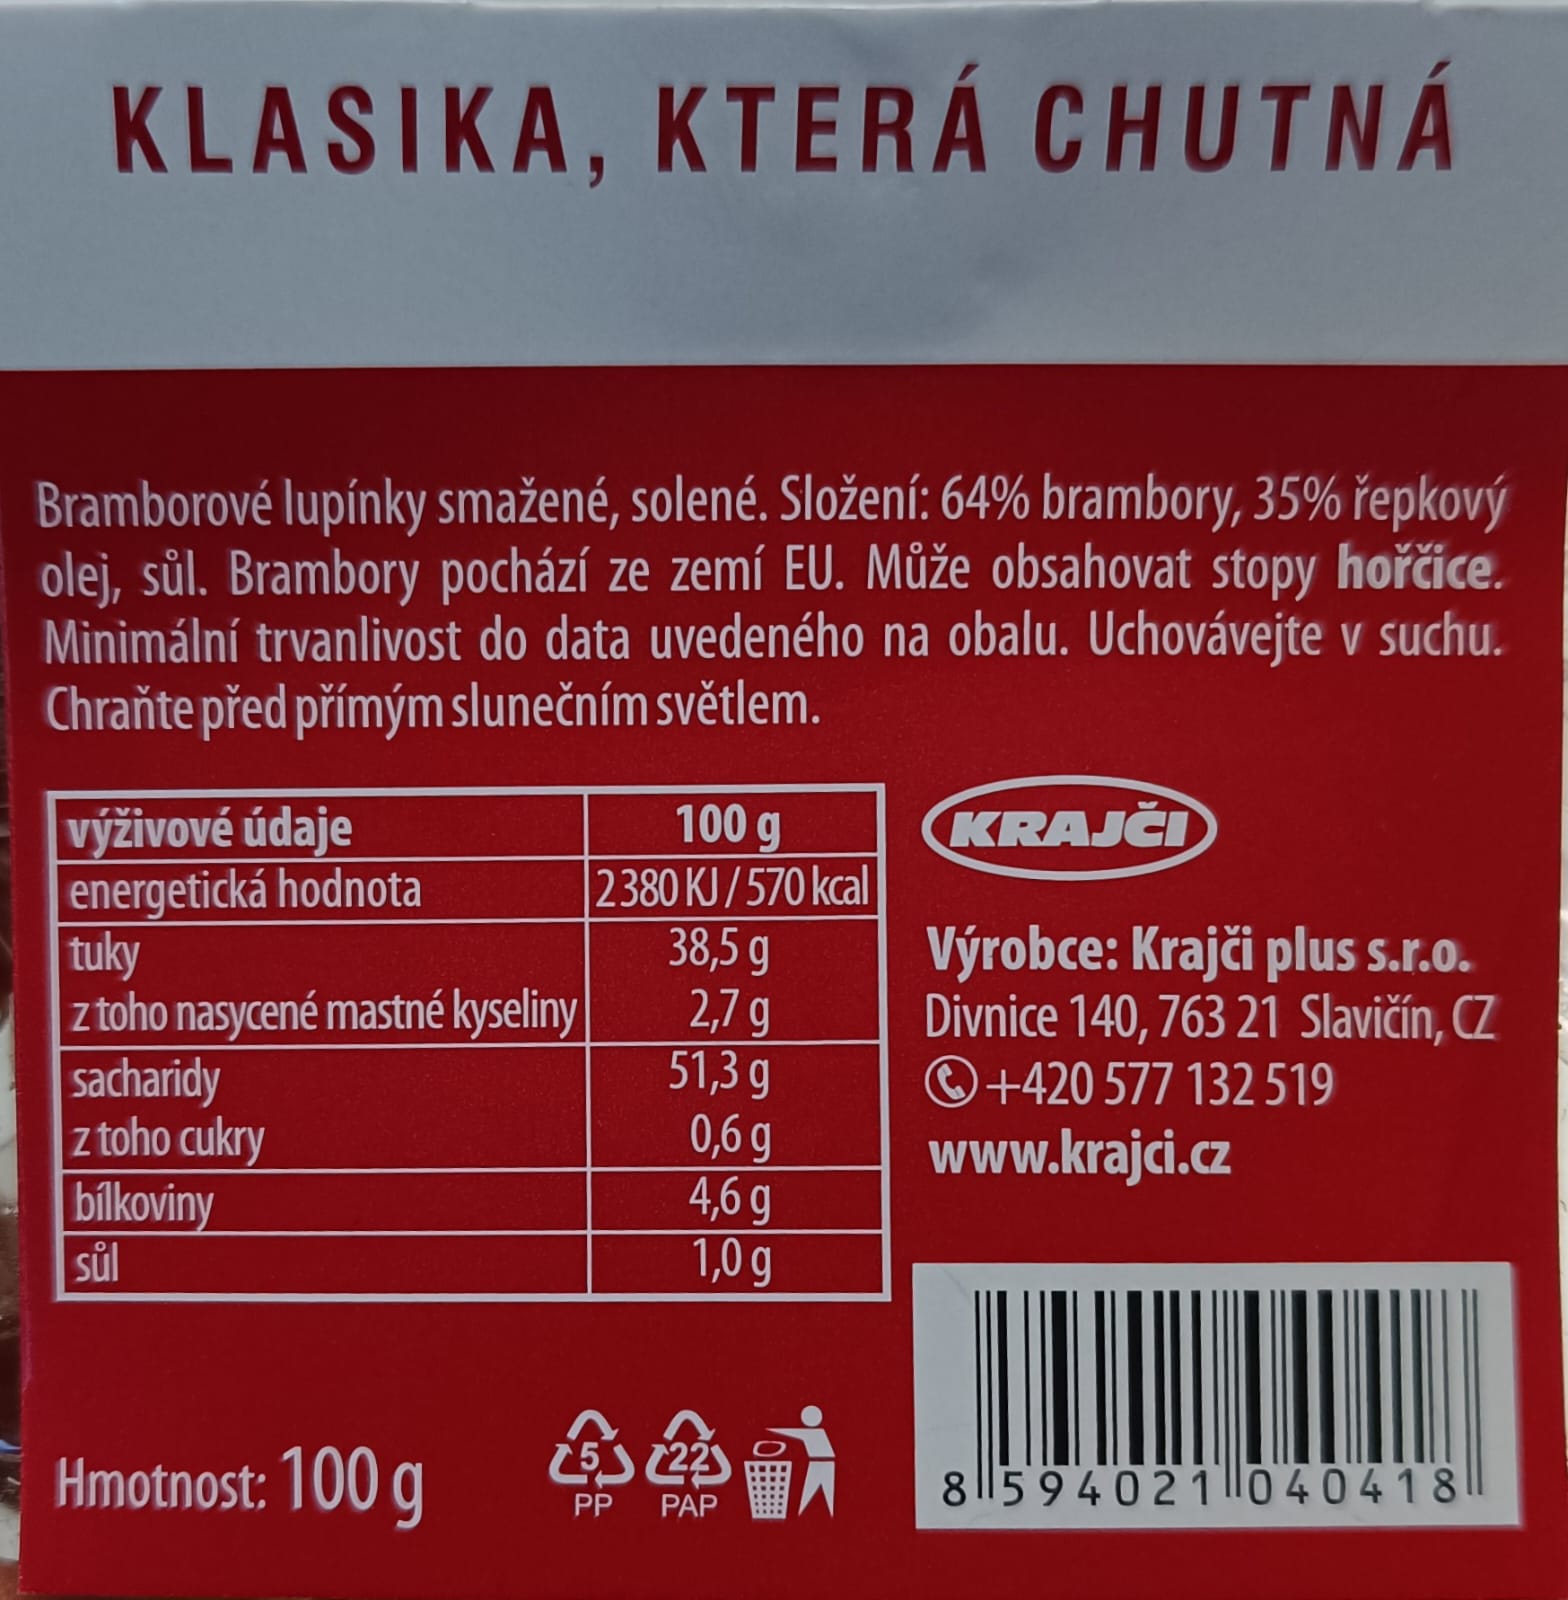 KLASIKA, KTERÁ CHUTNÁ
Bramborové lupínky smažené, solené. Složení: 64% brambory, 35% řepkový
olej, sůl. Brambory pochází ze zemí EU. Může obsahovat stopy hořčice.
Minimální trvanlivost do data uvedeného na obalu. Uchovávejte v suchu.
Chraňte před přímým slunečním světlem.
výživové údaje 100 g
energetická hodnota 2 380 KJ / 570 kcal
tuky 38,5 g
z toho nasycené mastné kyseliny 2,7 g
sacharidy 51,3 g
z toho cukry 0,6 g
bílkoviny 4,6 g
sůl 1,0 g
KRAJČI
Výrobce: Krajči plus s.r.o.
Divnice 140, 763 21 Slavičín, CZ
+420 577 132 519
www.krajci.cz
Hmotnost: 100 g
5 22
PP PAP
8 594021 040418